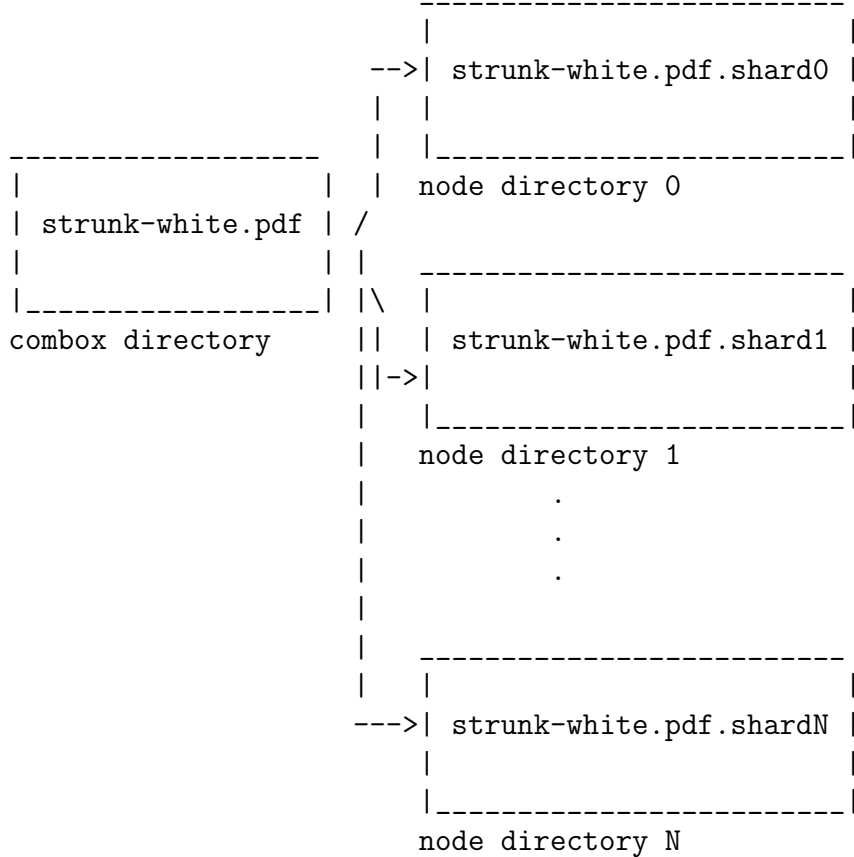 strunk-white.pdf.shard0
node directory 0
strunk-white.pdf
combox directory
strunk-white.pdf.shard1
node directory 1
.
.
.
strunk-white.pdf.shardN
node directory N